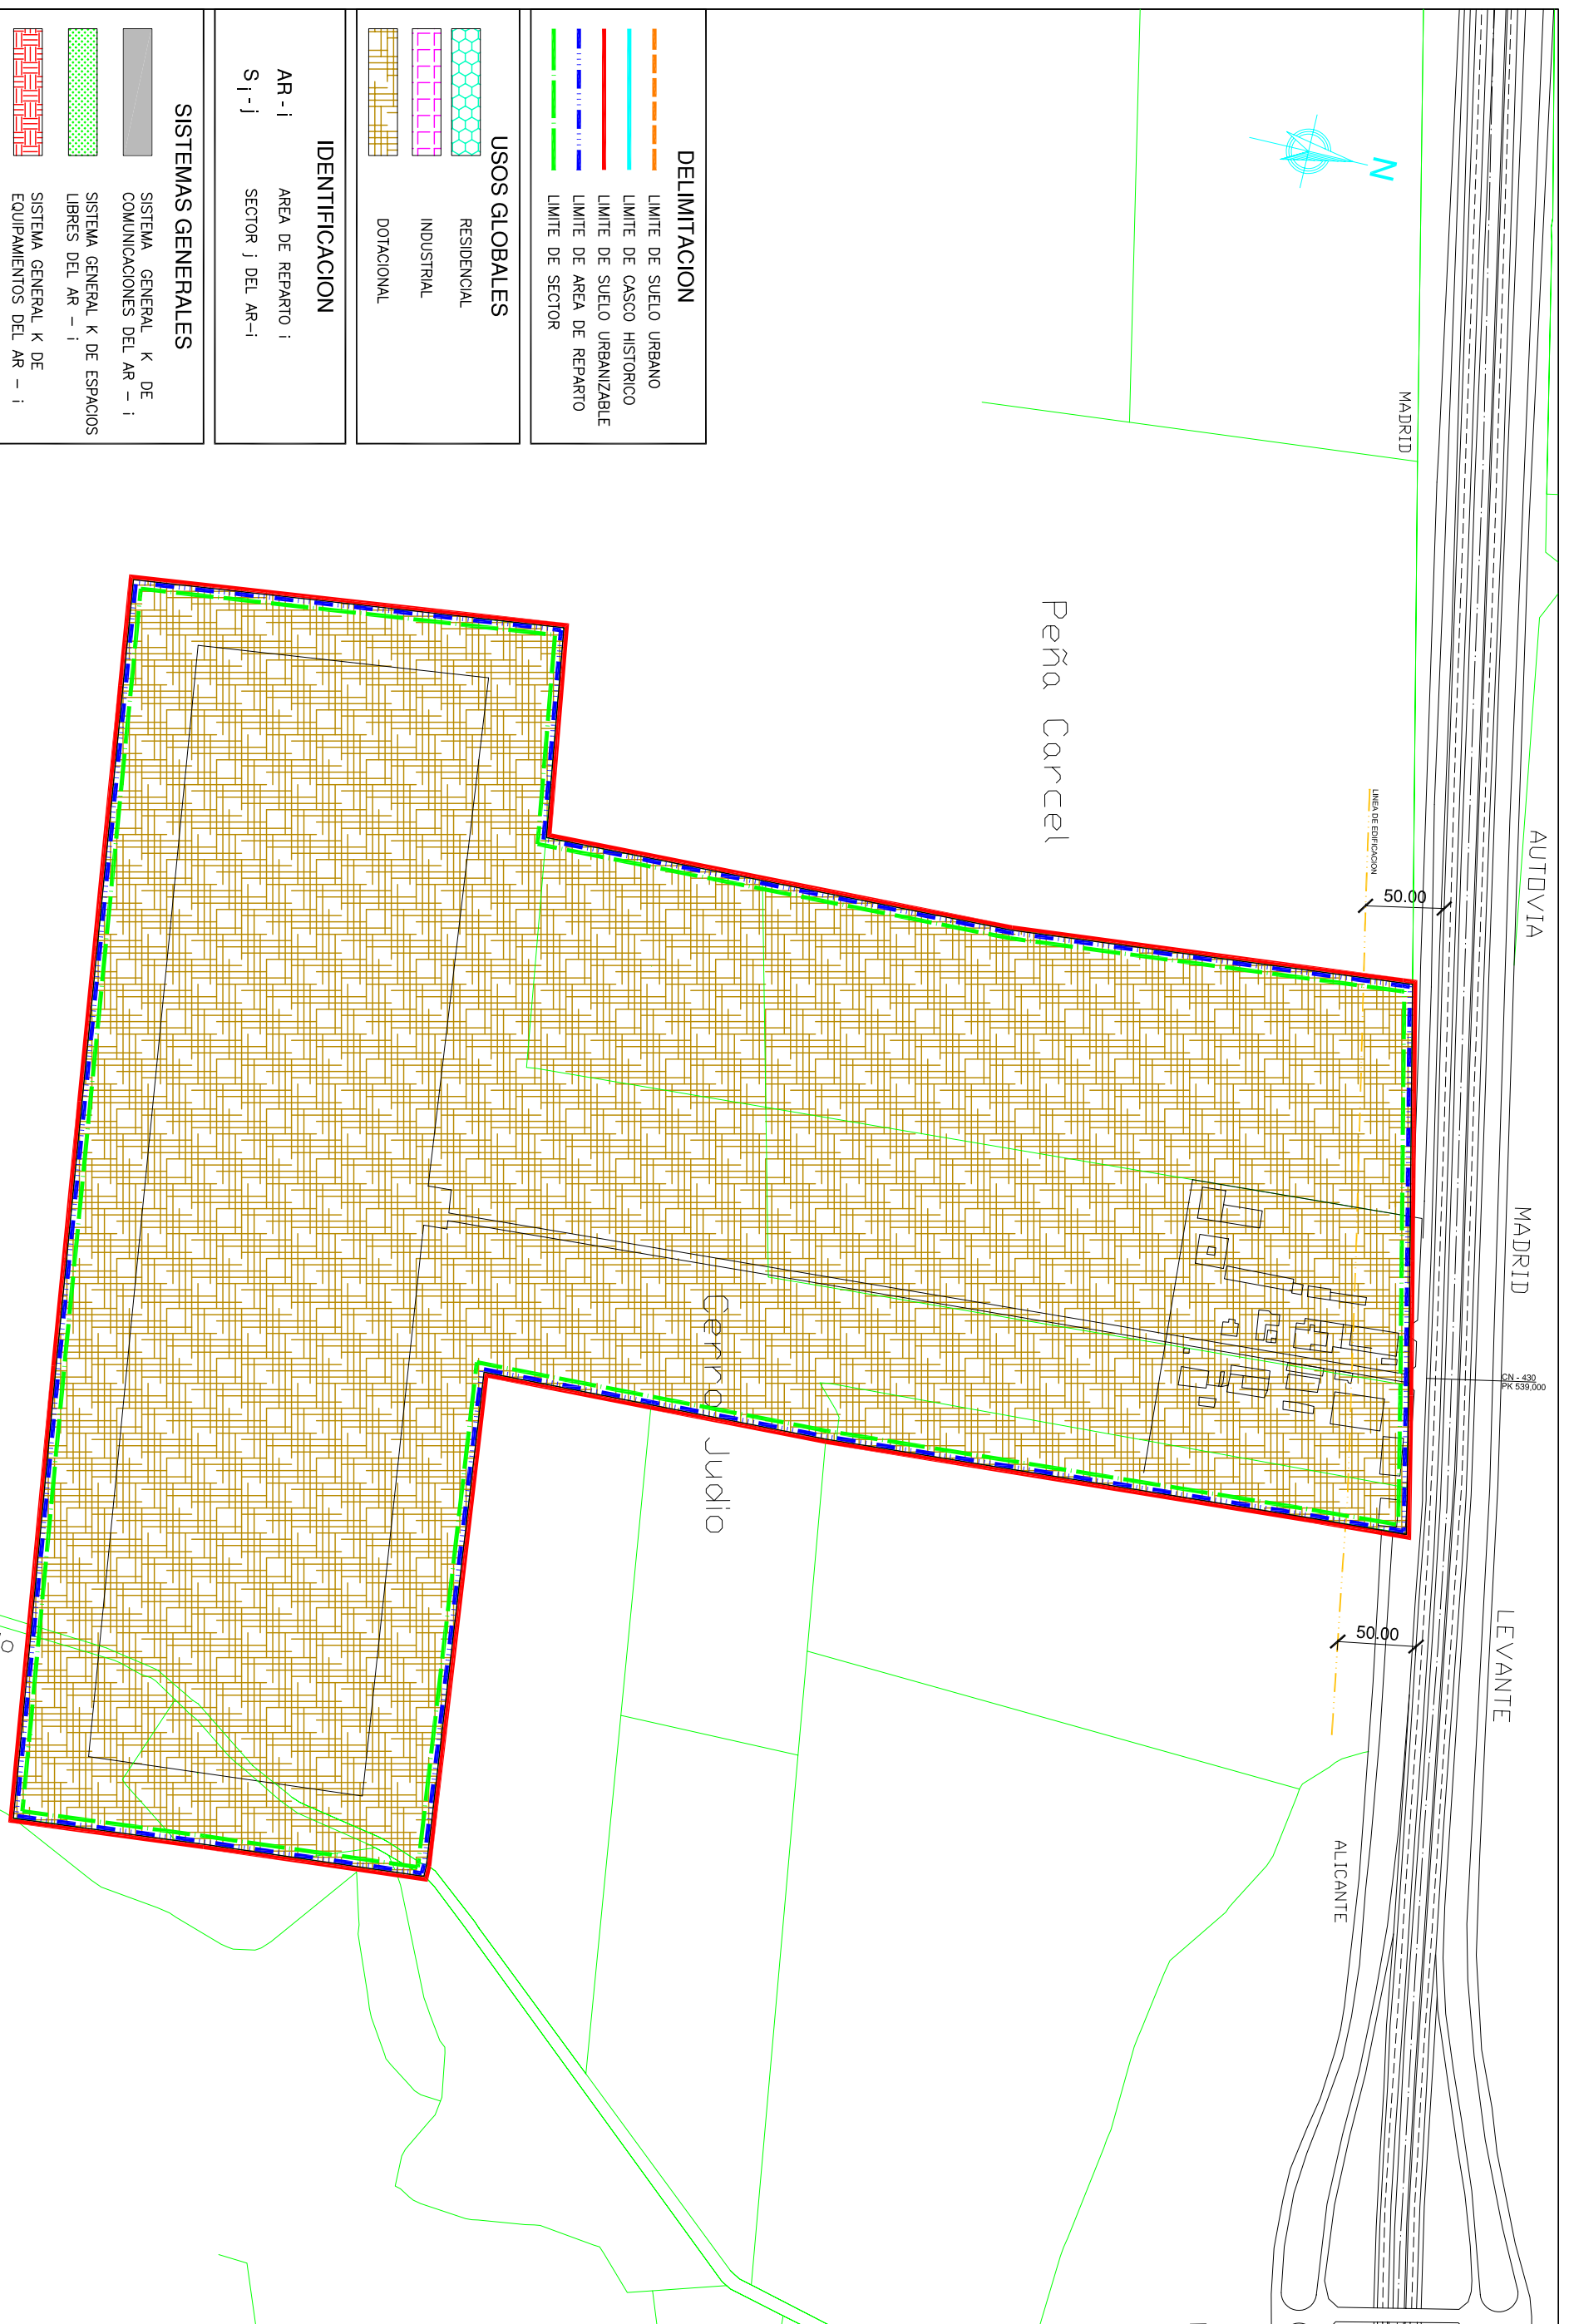 AUTOVIA
MADRID
LEVANTE
MADRID
N
CN - 430
PK 539,000
LINEA DE EDIFICACION
50.00
50.00
ALICANTE
Peña Carcel
Cerro Judio
DELIMITACION
LIMITE DE SUELO URBANO
LIMITE DE CASCO HISTORICO
LIMITE DE SUELO URBANIZABLE
LIMITE DE AREA DE REPARTO
LIMITE DE SECTOR
USOS GLOBALES
RESIDENCIAL
INDUSTRIAL
DOTACIONAL
IDENTIFICACION
AR - i AREA DE REPARTO i
S i - j SECTOR j DEL AR-i
SISTEMAS GENERALES
SISTEMA GENERAL K DE
COMUNICACIONES DEL AR - i
SISTEMA GENERAL K DE ESPACIOS
LIBRES DEL AR - i
SISTEMA GENERAL K DE
EQUIPAMIENTOS DEL AR - i